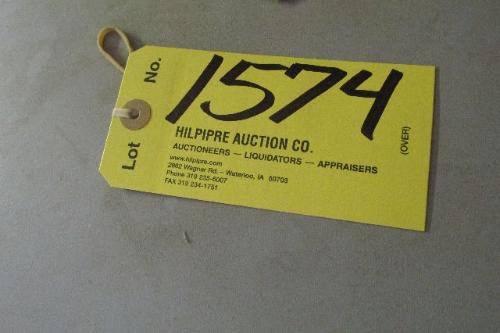 Lot No.
1574
HILPIPRE AUCTION CO.
AUCTIONEERS — LIQUIDATORS — APPRAISERS
www.hilpipre.com
2862 Wagner Rd. – Waterloo, IA 50703
Phone 319 235-6007
FAX 319 234-1751
(OVER)